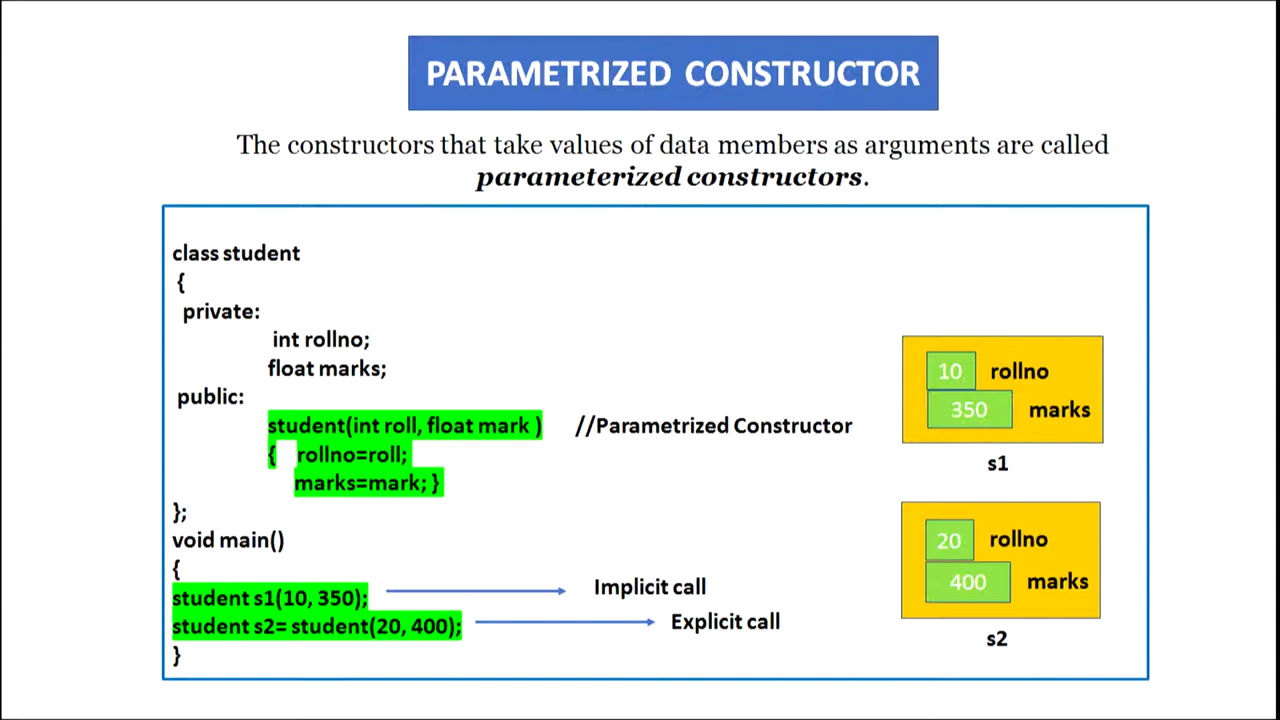 PARAMETRIZED CONSTRUCTOR
The constructors that take values of data members as arguments are called
parameterized constructors.
class student
{
private:
int rollno;
float marks;
public:
student(int roll, float mark ) //Parametrized Constructor
{ rollno=roll;
marks=mark; }
};
void main()
{
student s1(10, 350); Implicit call
student s2= student(20, 400); Explicit call
}
10 rollno
350 marks
s1
20 rollno
400 marks
s2